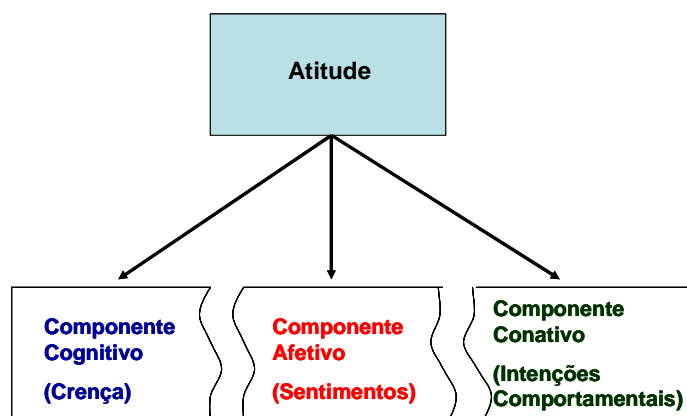 Atitude
Componente
Cognitivo
(Crença)
Componente
Afetivo
(Sentimentos)
Componente
Conativo
(Intenções
Comportamentais)